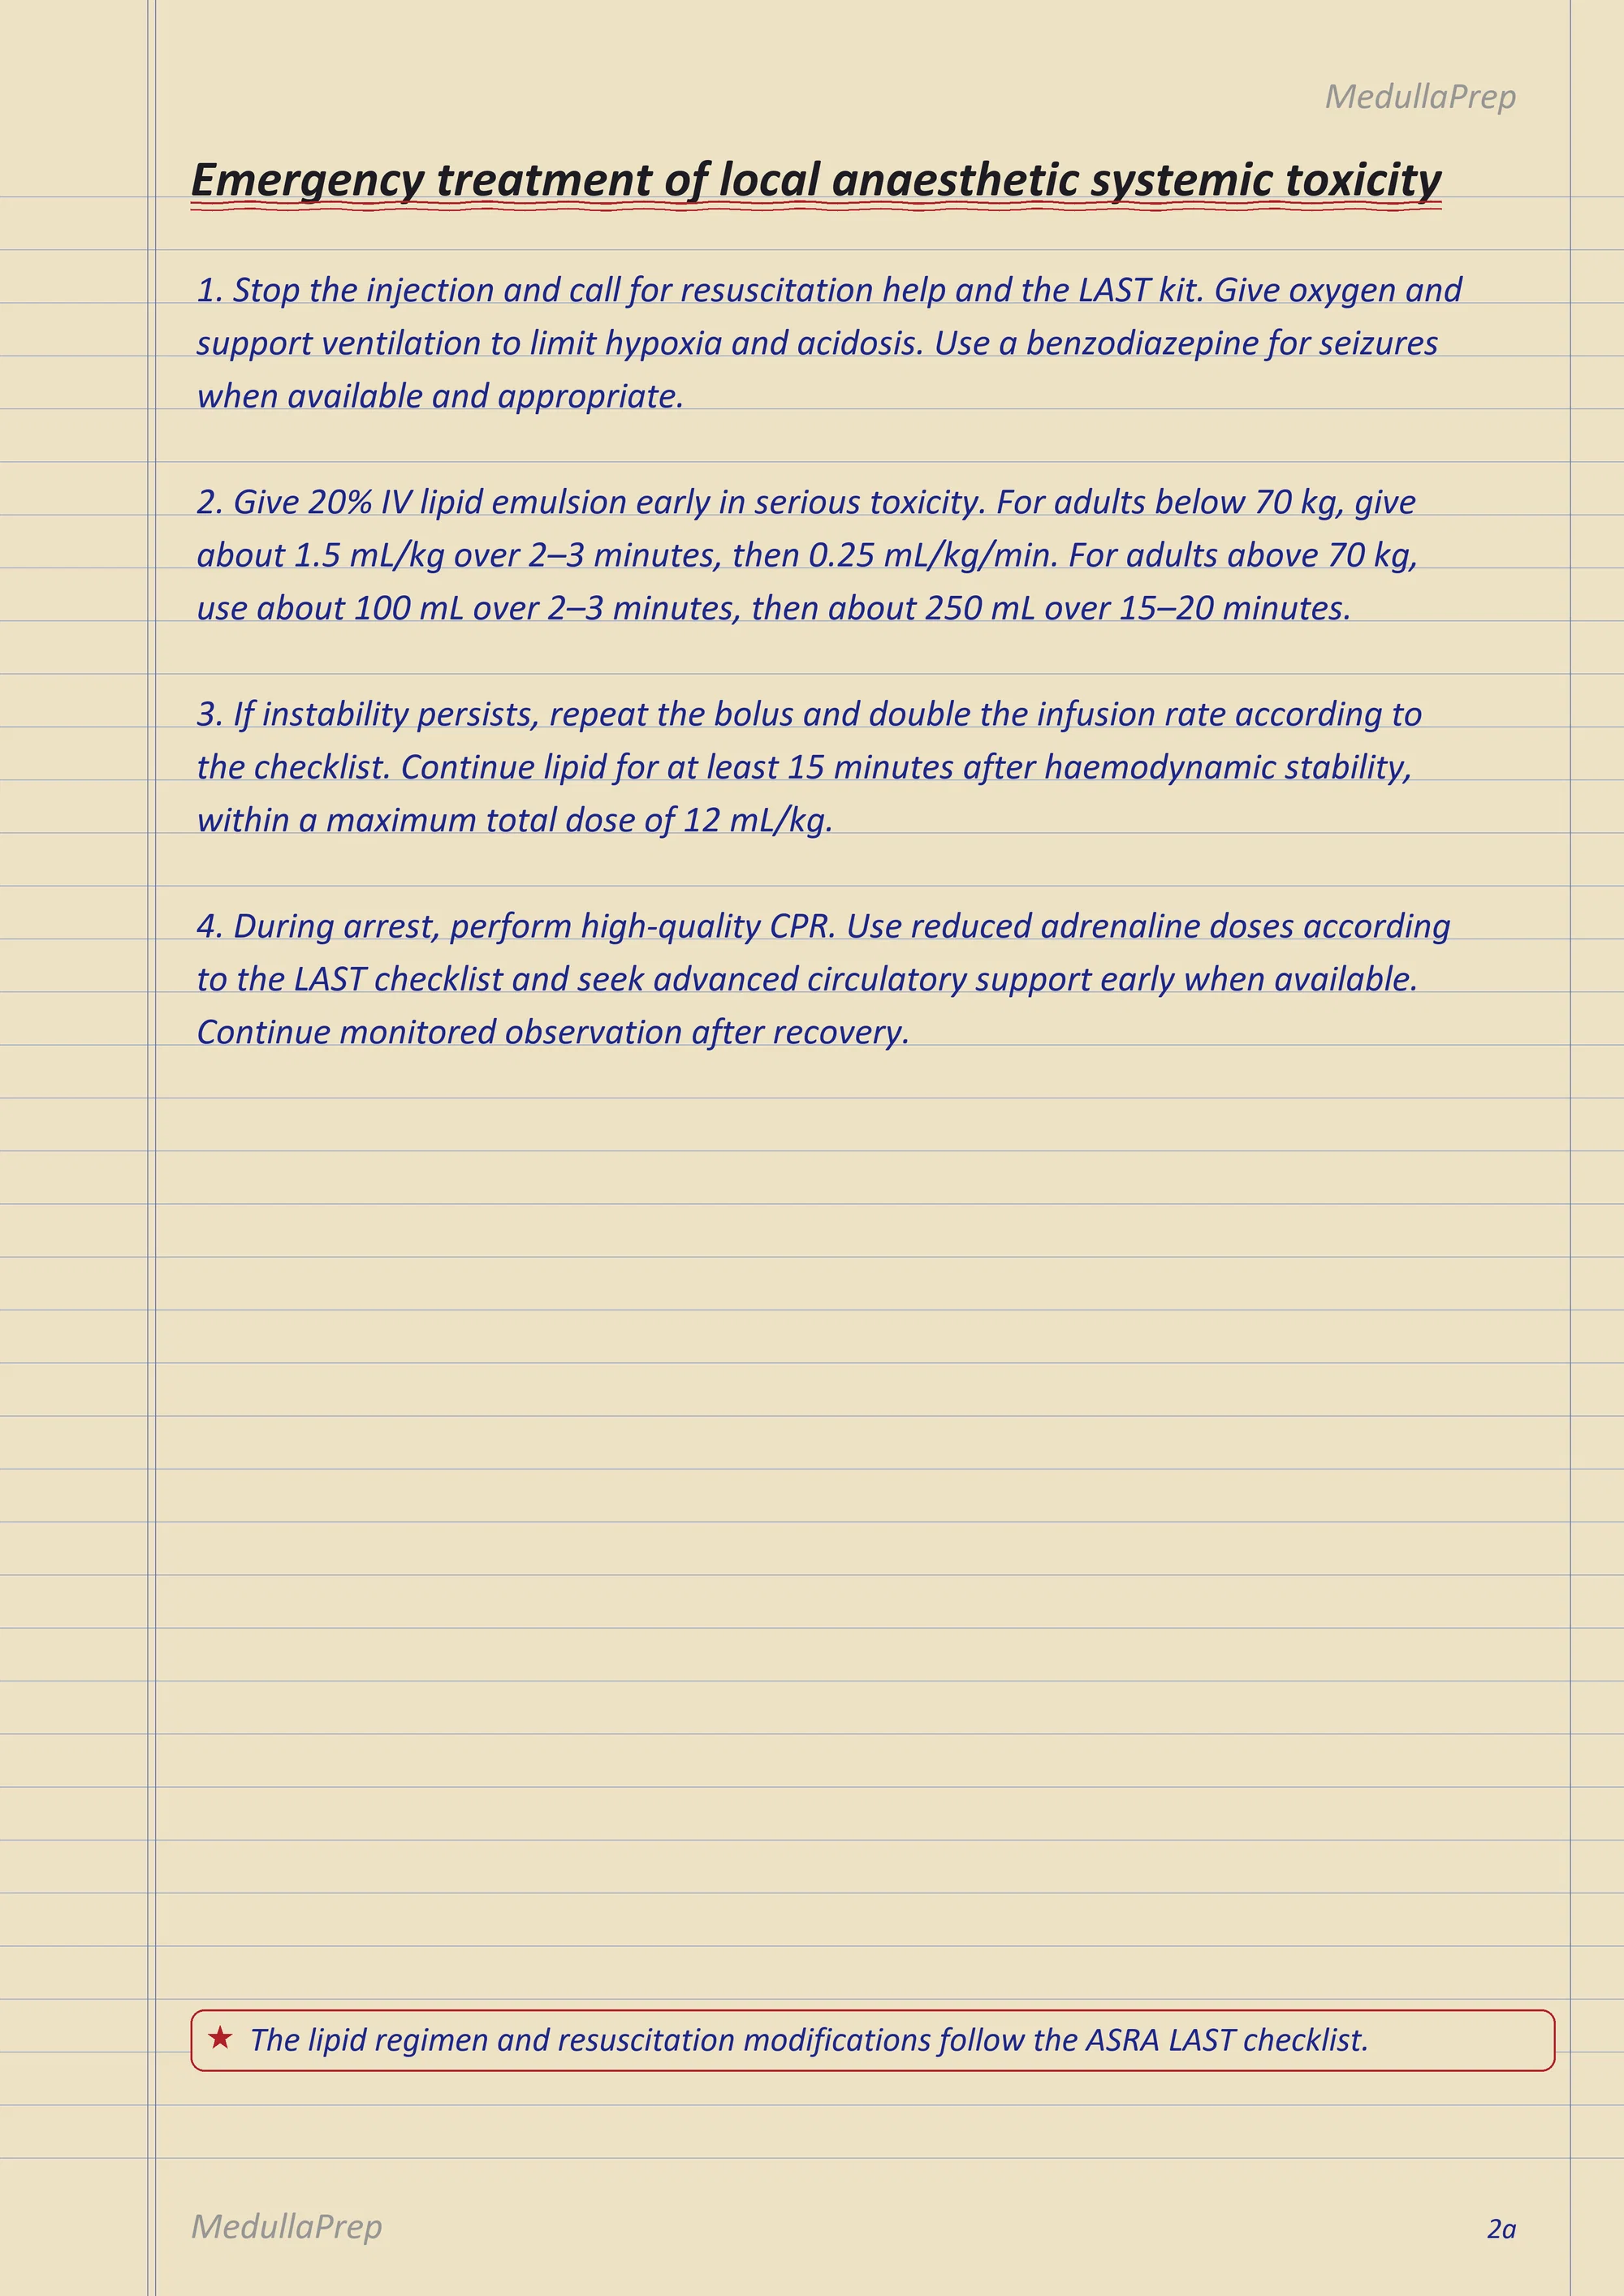 MedullaPrep
Emergency treatment of local anaesthetic systemic toxicity
1. Stop the injection and call for resuscitation help and the LAST kit. Give oxygen and
support ventilation to limit hypoxia and acidosis. Use a benzodiazepine for seizures
when available and appropriate.
2. Give 20% IV lipid emulsion early in serious toxicity. For adults below 70 kg, give
about 1.5 mL/kg over 2–3 minutes, then 0.25 mL/kg/min. For adults above 70 kg,
use about 100 mL over 2–3 minutes, then about 250 mL over 15–20 minutes.
3. If instability persists, repeat the bolus and double the infusion rate according to
the checklist. Continue lipid for at least 15 minutes after haemodynamic stability,
within a maximum total dose of 12 mL/kg.
4. During arrest, perform high-quality CPR. Use reduced adrenaline doses according
to the LAST checklist and seek advanced circulatory support early when available.
Continue monitored observation after recovery.
★ The lipid regimen and resuscitation modifications follow the ASRA LAST checklist.
MedullaPrep
2a